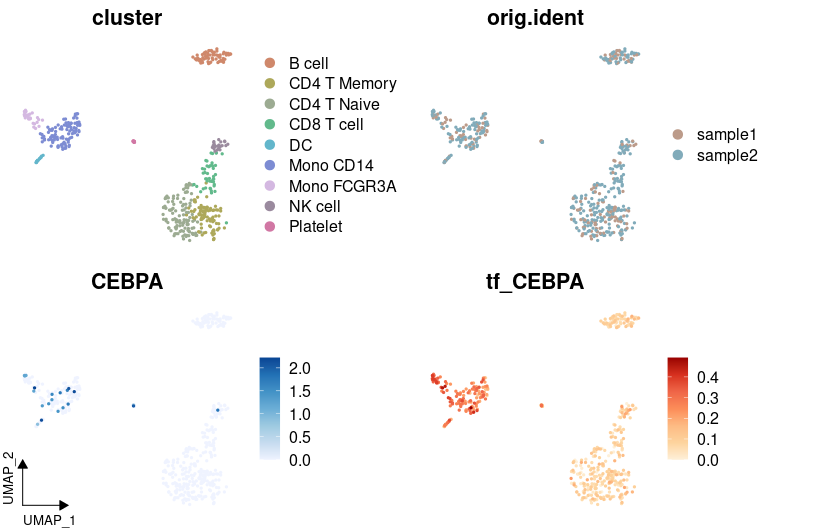 cluster
B cell
CD4 T Memory
CD4 T Naive
CD8 T cell
DC
Mono CD14
Mono FCGR3A
NK cell
Platelet
orig.ident
sample1
sample2
CEBPA
2.0
1.5
1.0
0.5
0.0
UMAP_2
UMAP_1
tf_CEBPA
0.4
0.3
0.2
0.1
0.0